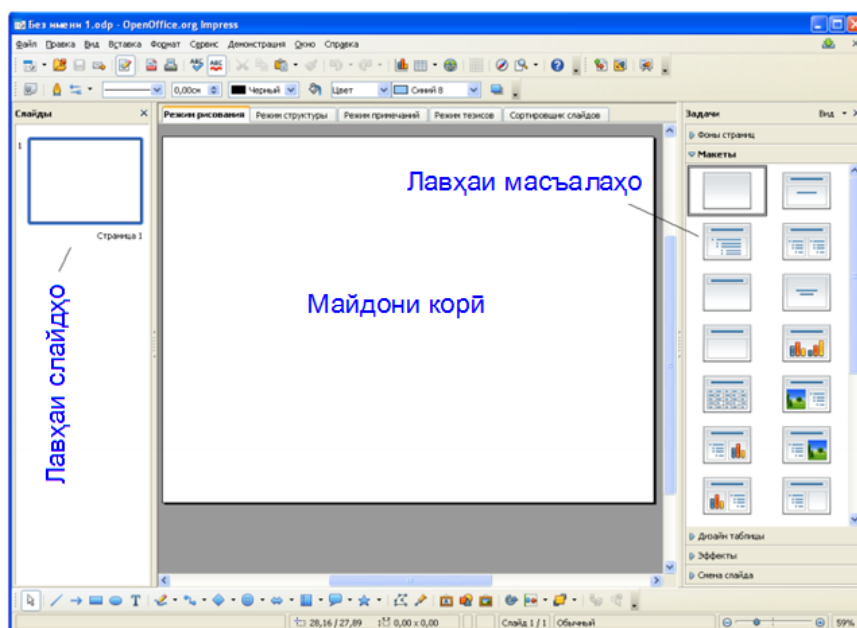 Без имени 1.odp - OpenOffice.org Impress
Файл Правка Вид Вставка Формат Сервис Демонстрация Окно Справка
0,00см Черный Цвет Синий 8
Слайды
Режим рисования Режим структуры Режим примечаний Режим тезисов Сортировщик слайдов
Задачи Вид
Фоны страниц
Макеты
1
Страница 1
Лавҳаи слайдҳо
Лавҳаи масъалаҳо
Майдони корӣ
Дизайн таблицы
Эффекты
Смена слайда
28,16 / 27,89 0,00 x 0,00 Слайд 1 / 1 Обычный 59%